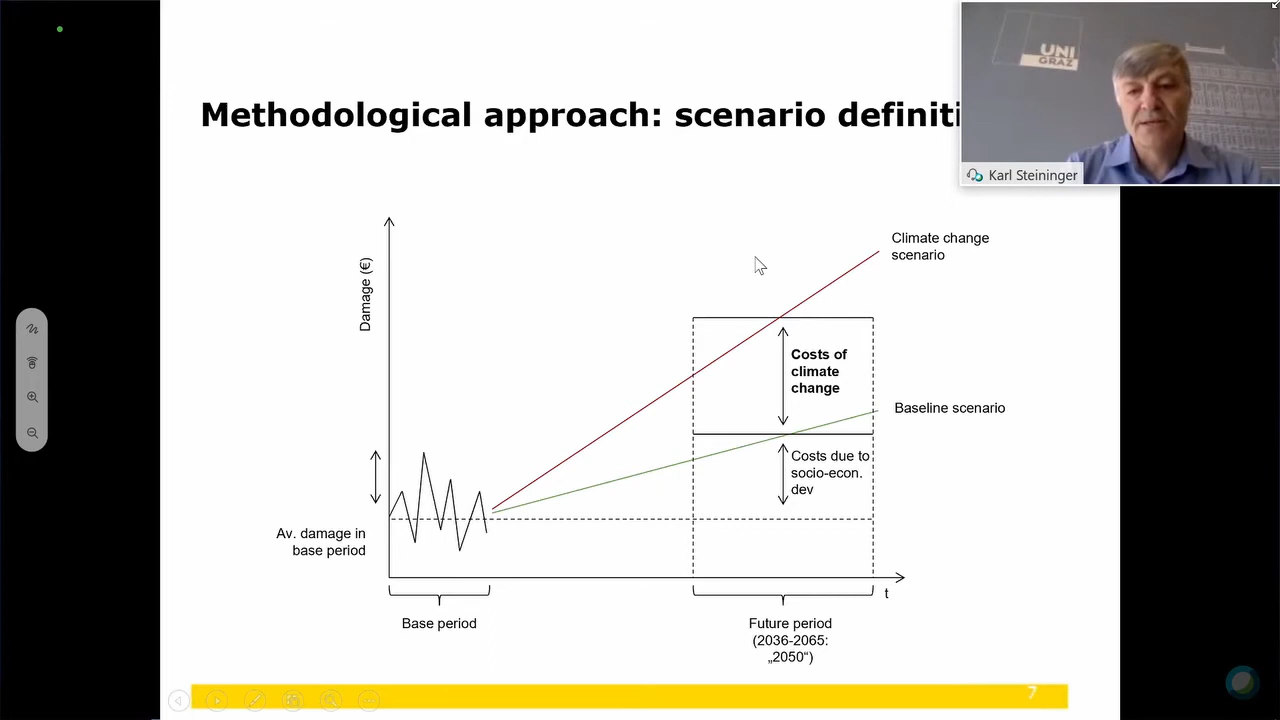 UNI
GRAZ
Karl Steininger
Methodological approach: scenario definiti
Climate change
scenario
Damage (€)
Costs of
climate
change
Baseline scenario
Costs due to
socio-econ.
dev
Av. damage in
base period
t
Base period
Future period
(2036-2065:
„2050“)
7